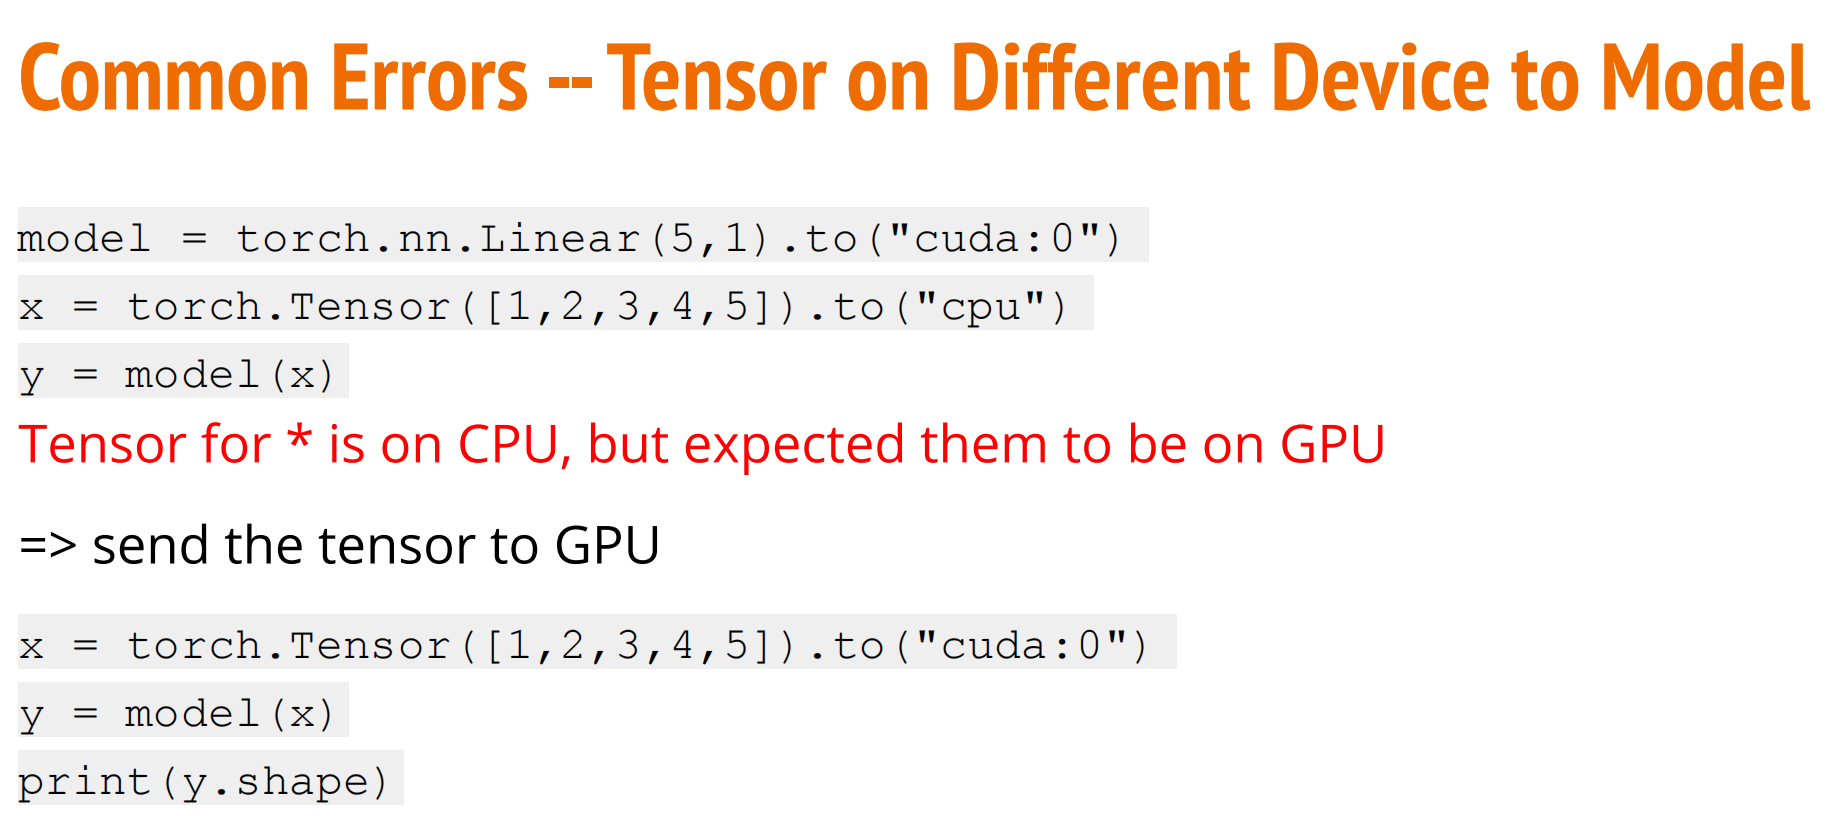 Common Errors -- Tensor on Different Device to Model
model = torch.nn.Linear(5,1).to("cuda:0")
x = torch.Tensor([1,2,3,4,5]).to("cpu")
y = model(x)
Tensor for * is on CPU, but expected them to be on GPU
=> send the tensor to GPU
x = torch.Tensor([1,2,3,4,5]).to("cuda:0")
y = model(x)
print(y.shape)